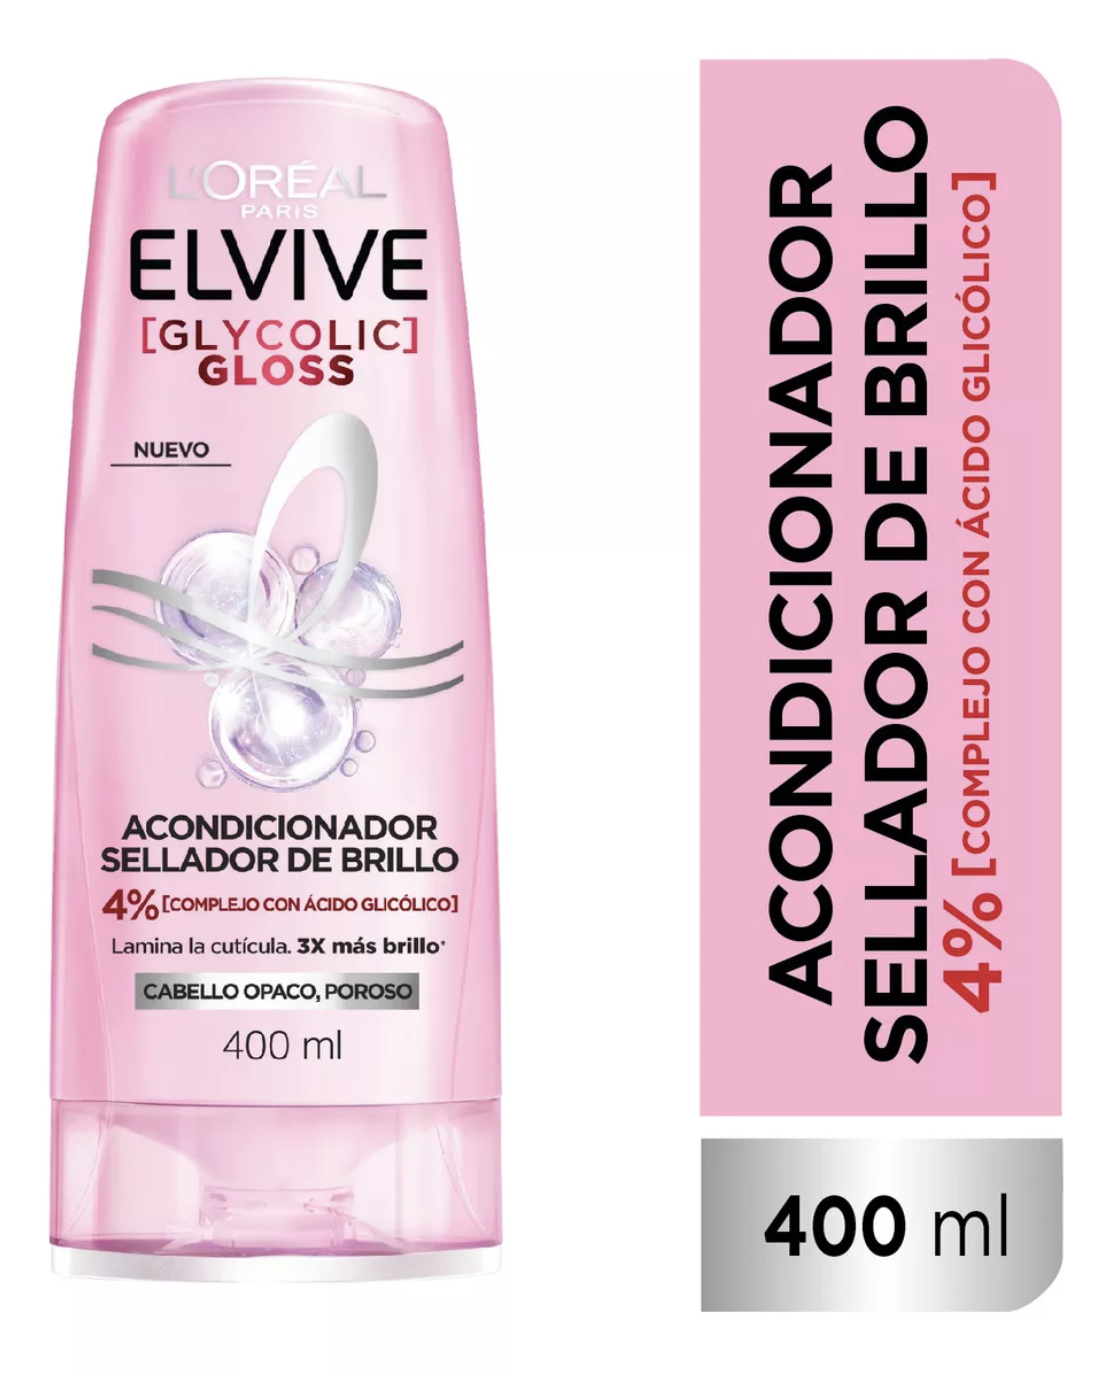 L'ORÉAL
PARIS
ELVIVE
[GLYCOLIC]
GLOSS
NUEVO
ACONDICIONADOR
SELLADOR DE BRILLO
4% [COMPLEJO CON ÁCIDO GLICÓLICO]
Lamina la cutícula. 3X más brillo*
CABELLO OPACO, POROSO
400 ml
ACONDICIONADOR
SELLADOR DE BRILLO
4% [COMPLEJO CON ÁCIDO GLICÓLICO]
400 ml